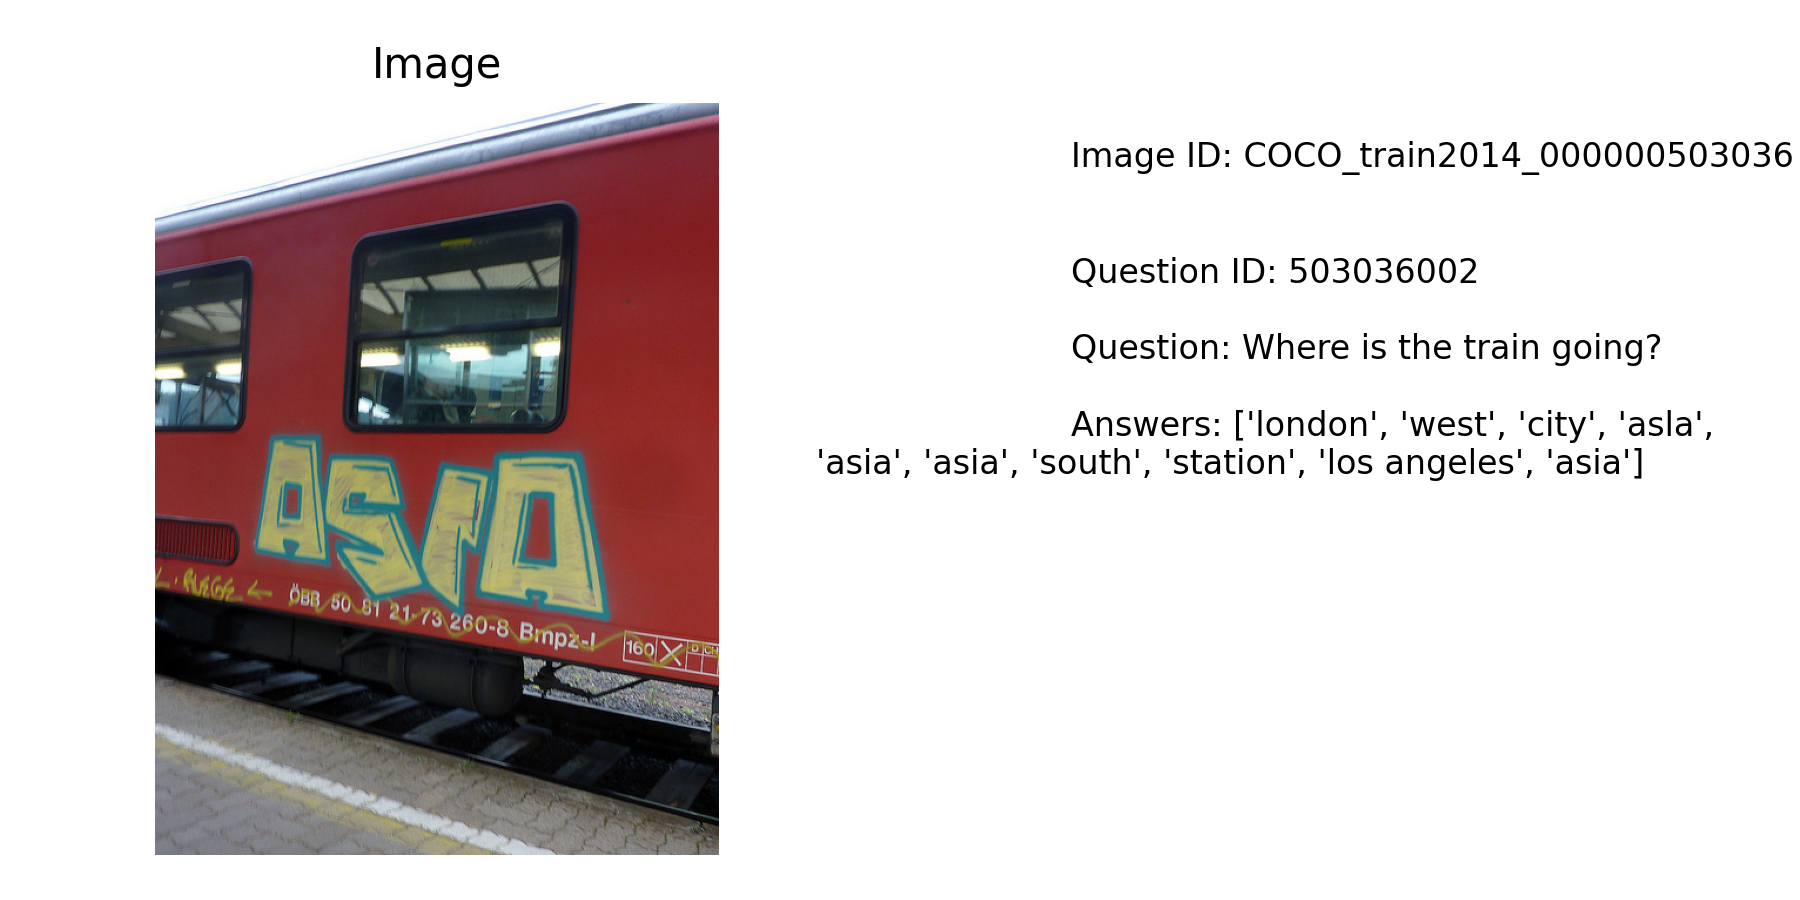 Image
Image ID: COCO_train2014_000000503036
Question ID: 503036002
Question: Where is the train going?
Answers: ['london', 'west', 'city', 'asla',
'asia', 'asia', 'south', 'station', 'los angeles', 'asia']
ASIA
ÖBB 50 81 21-73 260-8 Bmpz-l
160 D CH